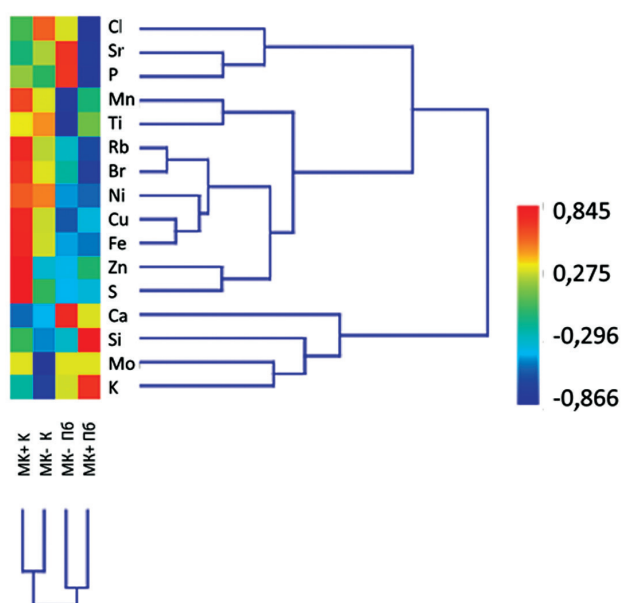 Cl
Sr
P
Mn
Ti
Rb
Br
Ni
Cu
Fe
Zn
S
Ca
Si
Mo
K
0,845
0,275
-0,296
-0,866
МК+ К
МК- К
МК- Пб
МК+ Пб